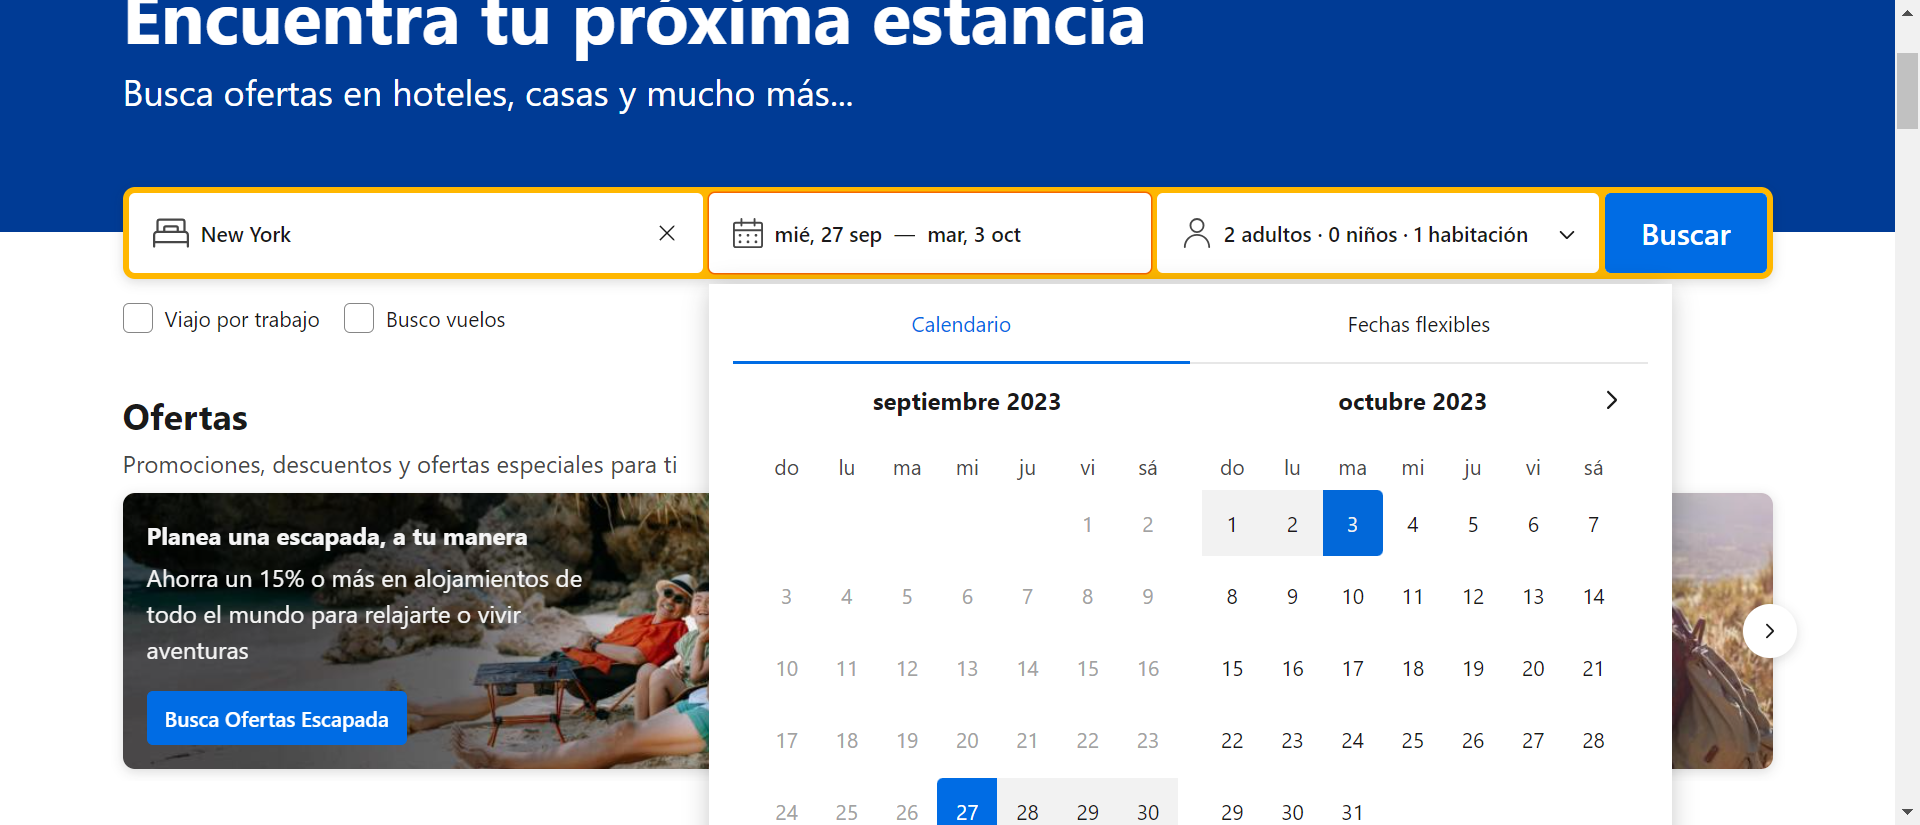 Encuentra tu próxima estancia
Busca ofertas en hoteles, casas y mucho más...
New York
mié, 27 sep — mar, 3 oct
2 adultos · 0 niños · 1 habitación
Buscar
Viajo por trabajo
Busco vuelos
Calendario
Fechas flexibles
septiembre 2023
do lu ma mi ju vi sá
1 2
3 4 5 6 7 8 9
10 11 12 13 14 15 16
17 18 19 20 21 22 23
24 25 26 27 28 29 30
octubre 2023
do lu ma mi ju vi sá
1 2 3 4 5 6 7
8 9 10 11 12 13 14
15 16 17 18 19 20 21
22 23 24 25 26 27 28
29 30 31
Ofertas
Promociones, descuentos y ofertas especiales para ti
Planea una escapada, a tu manera
Ahorra un 15% o más en alojamientos de
todo el mundo para relajarte o vivir
aventuras
Busca Ofertas Escapada